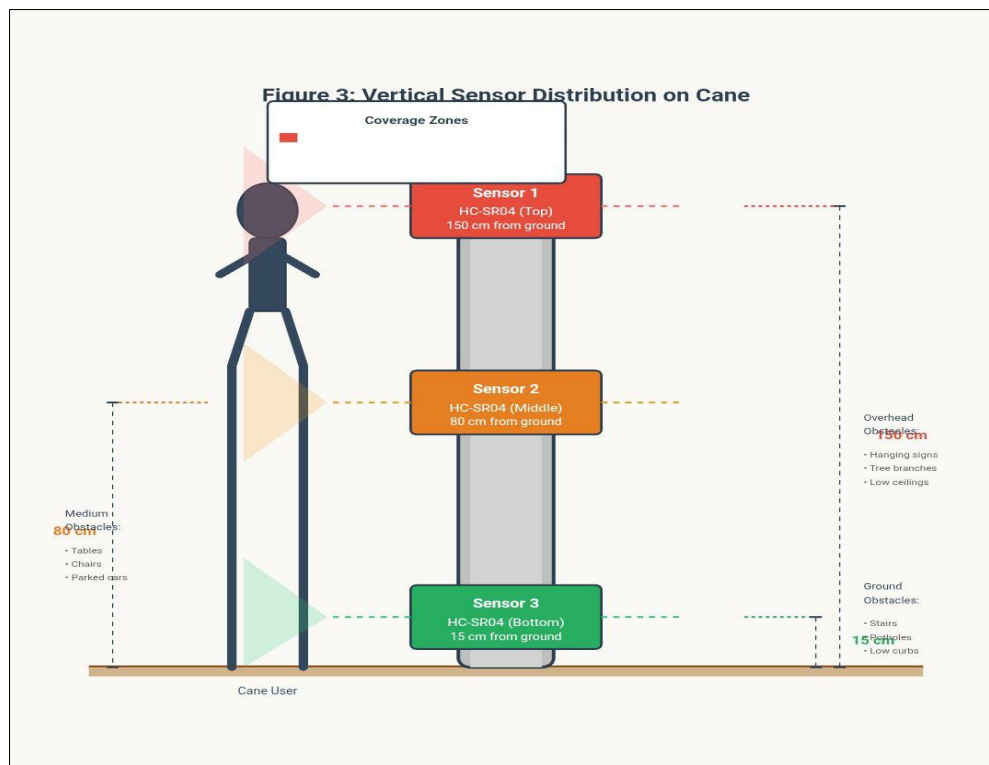 Figure 3: Vertical Sensor Distribution on Cane
Coverage Zones
Sensor 1
HC-SR04 (Top)
150 cm from ground
Sensor 2
HC-SR04 (Middle)
80 cm from ground
Overhead
Obstacles:
150 cm
• Hanging signs
• Tree branches
• Low ceilings
Medium
Obstacles:
80 cm
• Tables
• Chairs
• Parked cars
Sensor 3
HC-SR04 (Bottom)
15 cm from ground
Ground
Obstacles:
• Stairs
• Potholes
15 cm
• Low curbs
Cane User